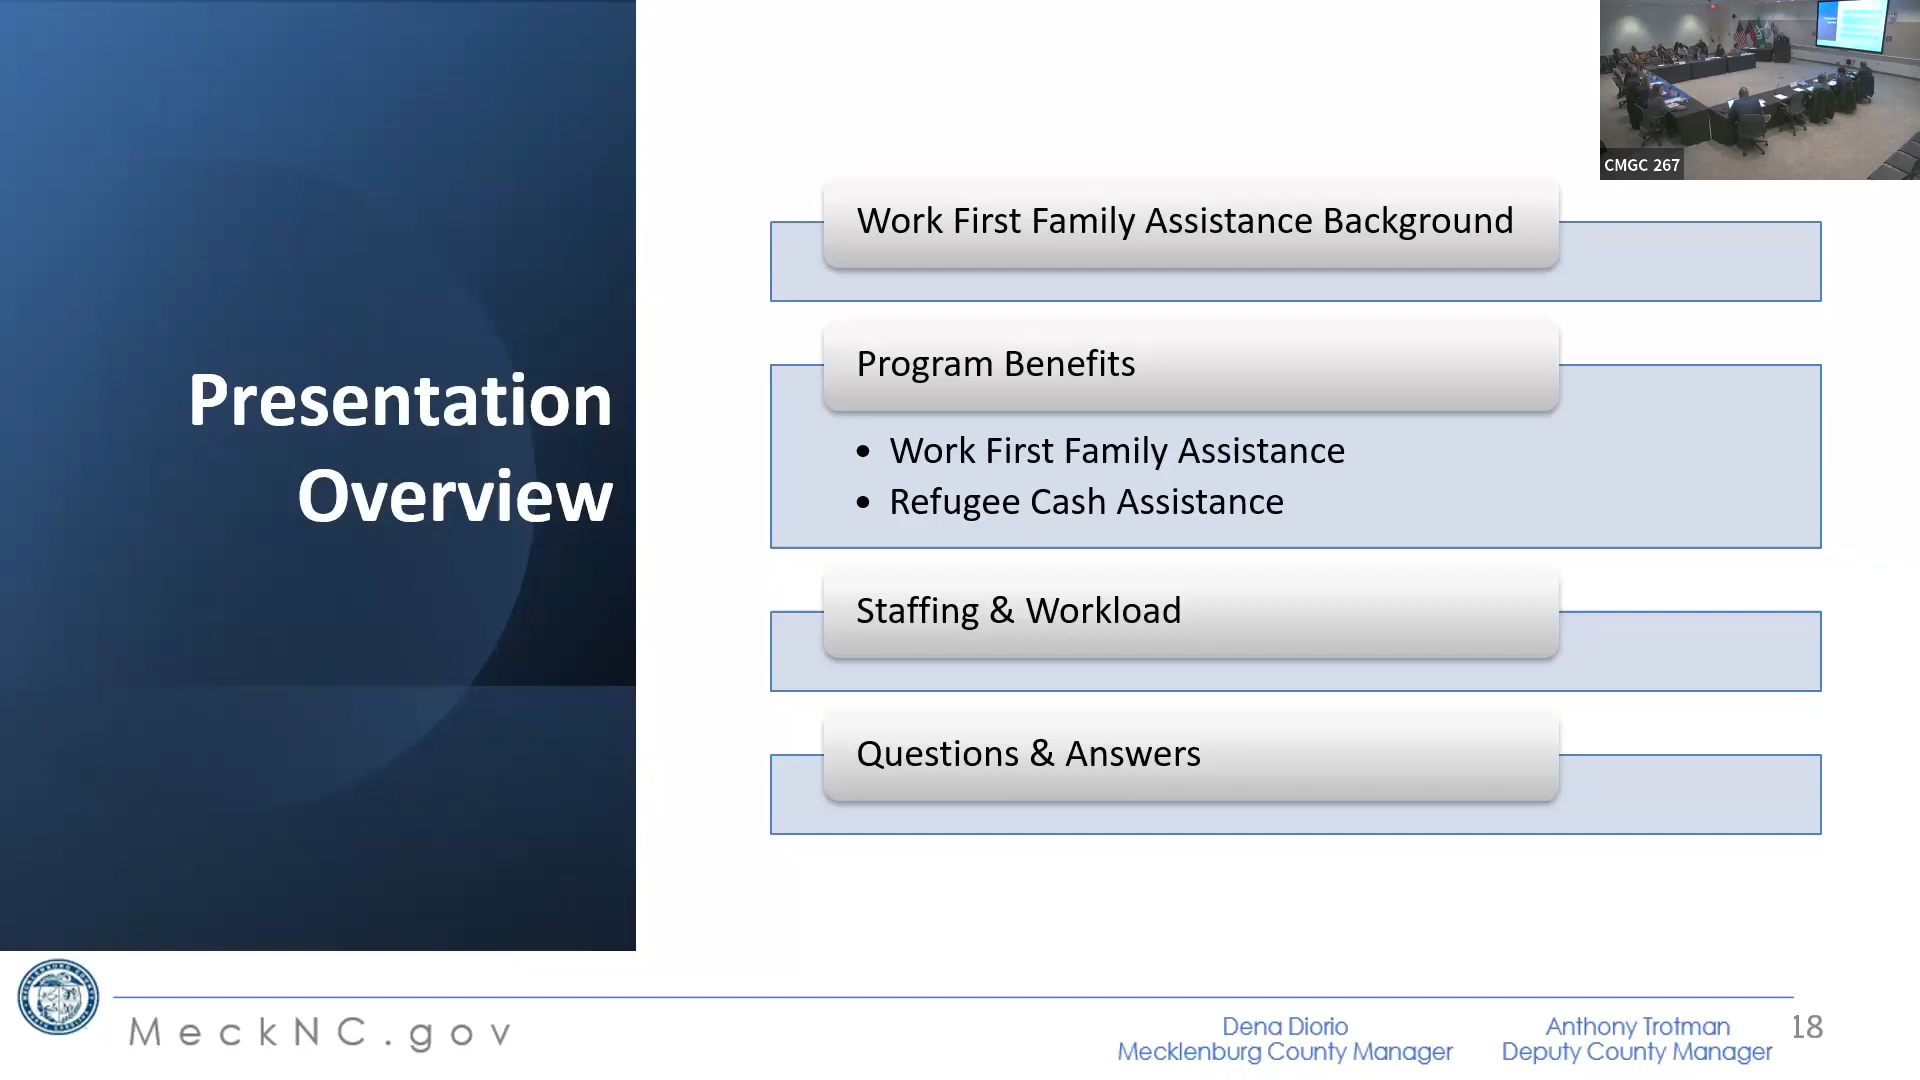 CMGC 267
Presentation
Overview
Work First Family Assistance Background
Program Benefits
• Work First Family Assistance
• Refugee Cash Assistance
Staffing & Workload
Questions & Answers
MeckNC.gov
Dena Diorio
Mecklenburg County Manager
Anthony Trotman
Deputy County Manager
18